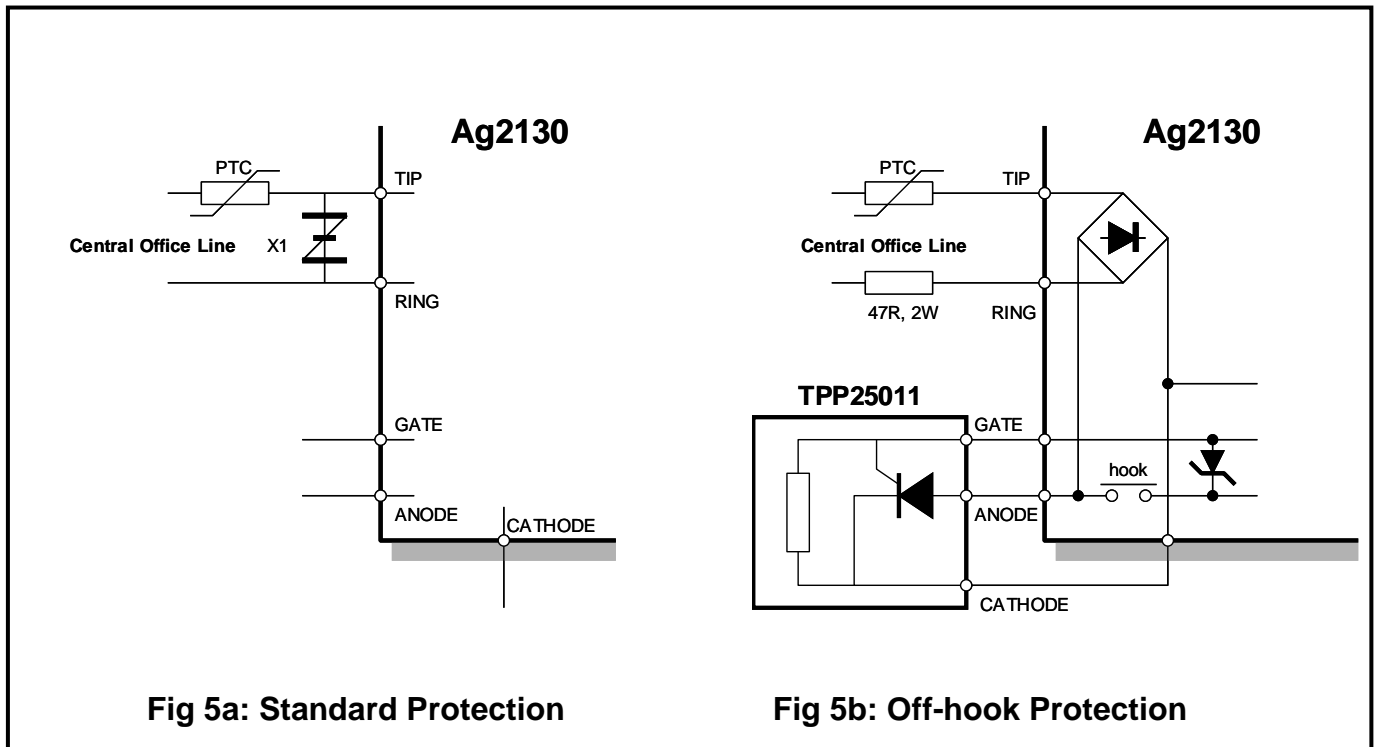 Ag2130
PTC
TIP
Central Office Line
X1
RING
GATE
ANODE
CATHODE
Fig 5a: Standard Protection
Ag2130
PTC
TIP
Central Office Line
47R, 2W
RING
TPP25011
GATE
hook
ANODE
CATHODE
Fig 5b: Off-hook Protection